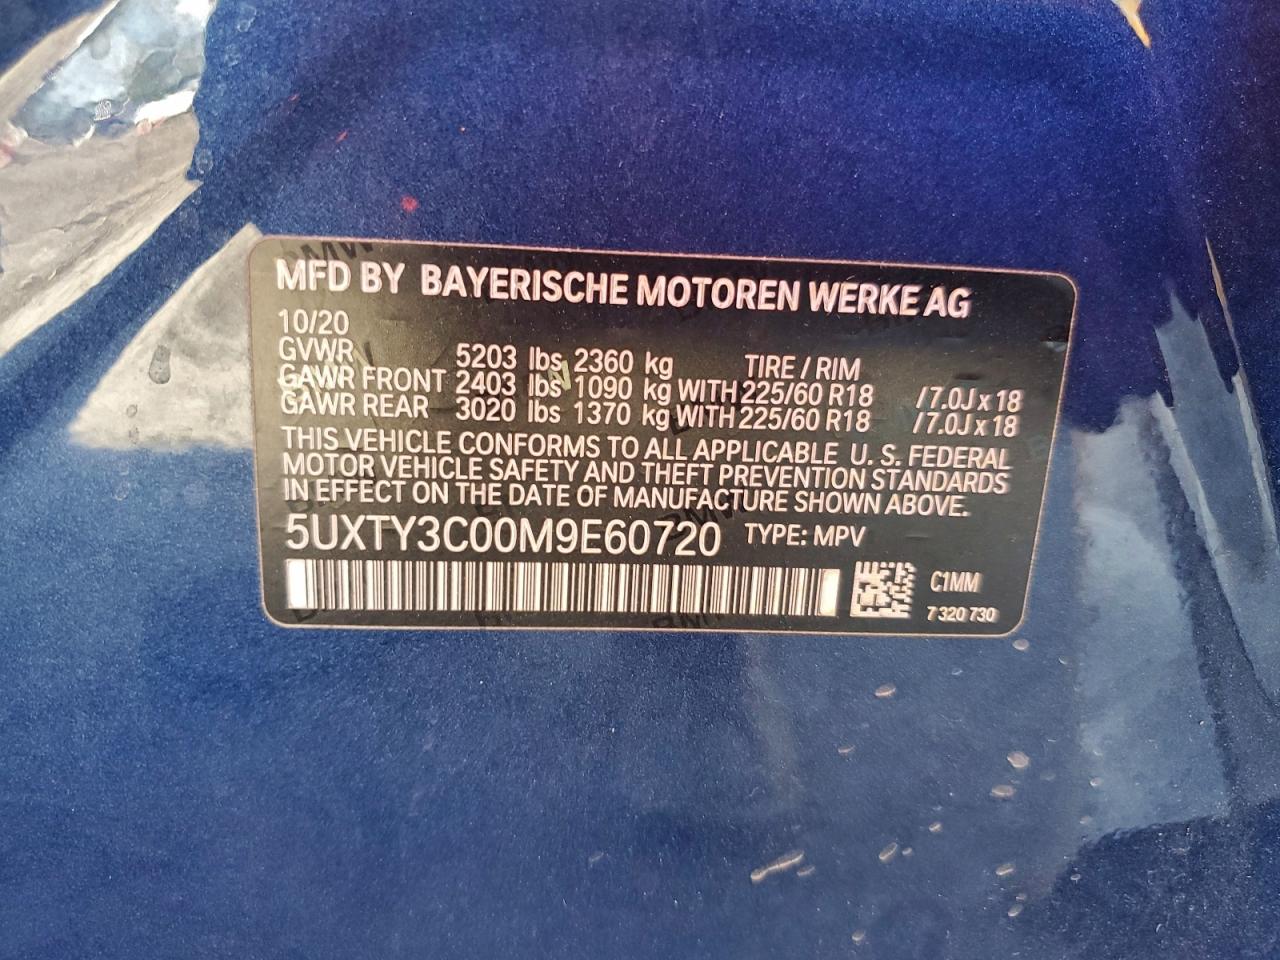 MFD BY BAYERISCHE MOTOREN WERKE AG
10/20
GVWR 5203 lbs 2360 kg TIRE / RIM
GAWR FRONT 2403 lbs 1090 kg WITH 225/60 R18 /7.0J x 18
GAWR REAR 3020 lbs 1370 kg WITH 225/60 R18 /7.0J x 18
THIS VEHICLE CONFORMS TO ALL APPLICABLE U. S. FEDERAL
MOTOR VEHICLE SAFETY AND THEFT PREVENTION STANDARDS
IN EFFECT ON THE DATE OF MANUFACTURE SHOWN ABOVE.
5UXTY3C00M9E60720 TYPE: MPV
C1MM
7 320 730